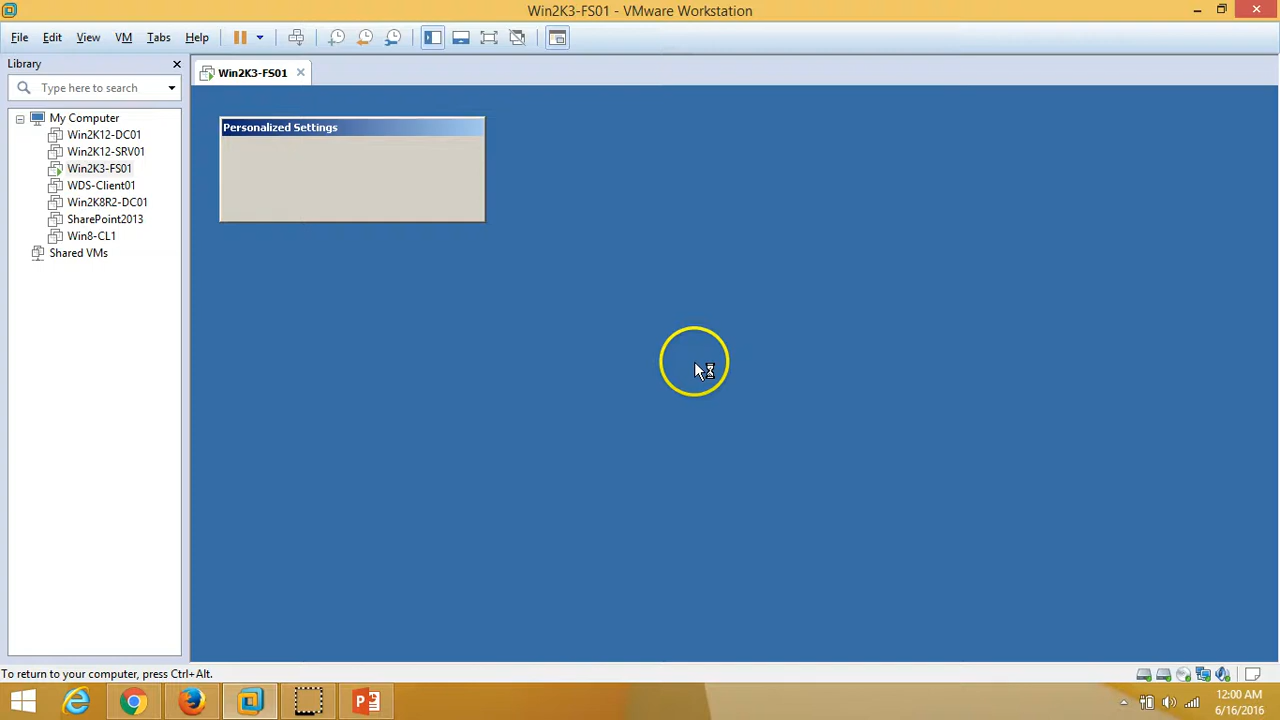 Win2K3-FS01 - VMware Workstation
File Edit View VM Tabs Help
Library
Win2K3-FS01
Type here to search
My Computer
Win2K12-DC01
Win2K12-SRV01
Win2K3-FS01
WDS-Client01
Win2K8R2-DC01
SharePoint2013
Win8-CL1
Shared VMs
Personalized Settings
To return to your computer, press Ctrl+Alt.
12:00 AM
6/16/2016